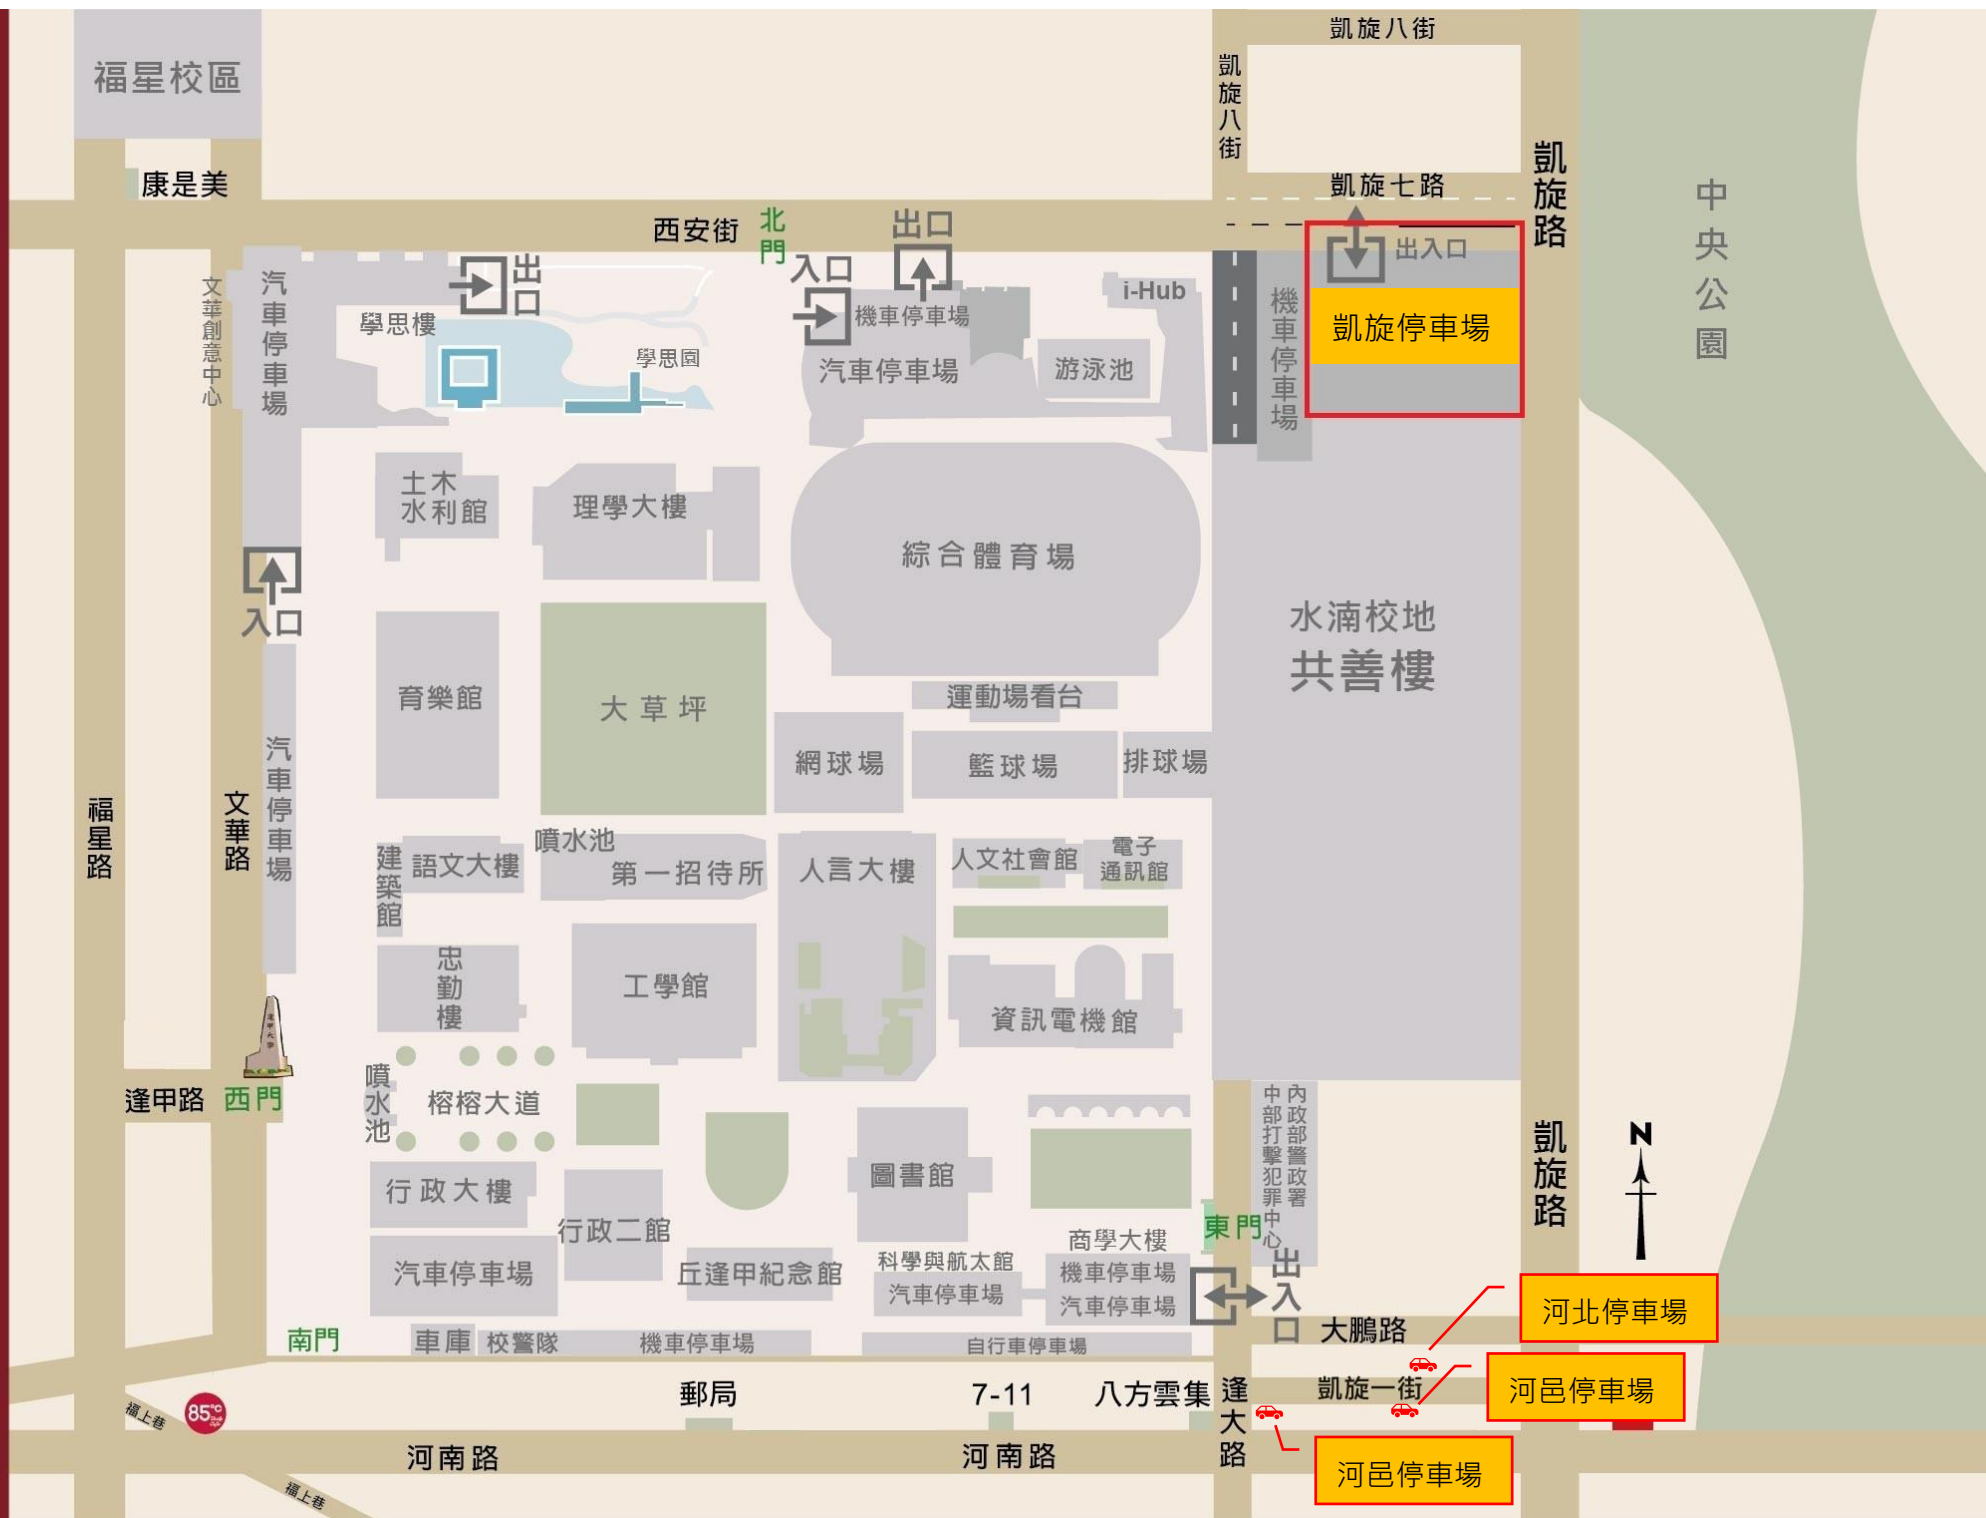 凱旋八街
福星校區
凱旋八街
凱旋路
康是美
凱旋七路
中央公園
西安街
北門
出口
出入口
出口
入口
汽車停車場
文華創意中心
i-Hub
機車停車場
學思樓
機車停車場
凱旋停車場
學思園
汽車停車場
游泳池
土木
水利館
理學大樓
綜合體育場
入口
水湳校地
共善樓
育樂館
大草坪
運動場看台
網球場
籃球場
排球場
汽車停車場
福星路
文華路
噴水池
建築館
語文大樓
第一招待所
人言大樓
人文社會館
電子
通訊館
忠勤樓
工學館
資訊電機館
逢甲大學
逢甲路
西門
噴水池
榕榕大道
內政部警政署
中部打擊犯罪中心
凱旋路
N
行政大樓
圖書館
行政二館
東門
商學大樓
科學與航太館
汽車停車場
丘逢甲紀念館
汽車停車場
機車停車場
汽車停車場
出入口
河北停車場
南門
車庫
校警隊
機車停車場
自行車停車場
大鵬路
郵局
7-11
八方雲集
逢大路
凱旋一街
河邑停車場
福上巷
85°C
河南路
河南路
河邑停車場
福上巷